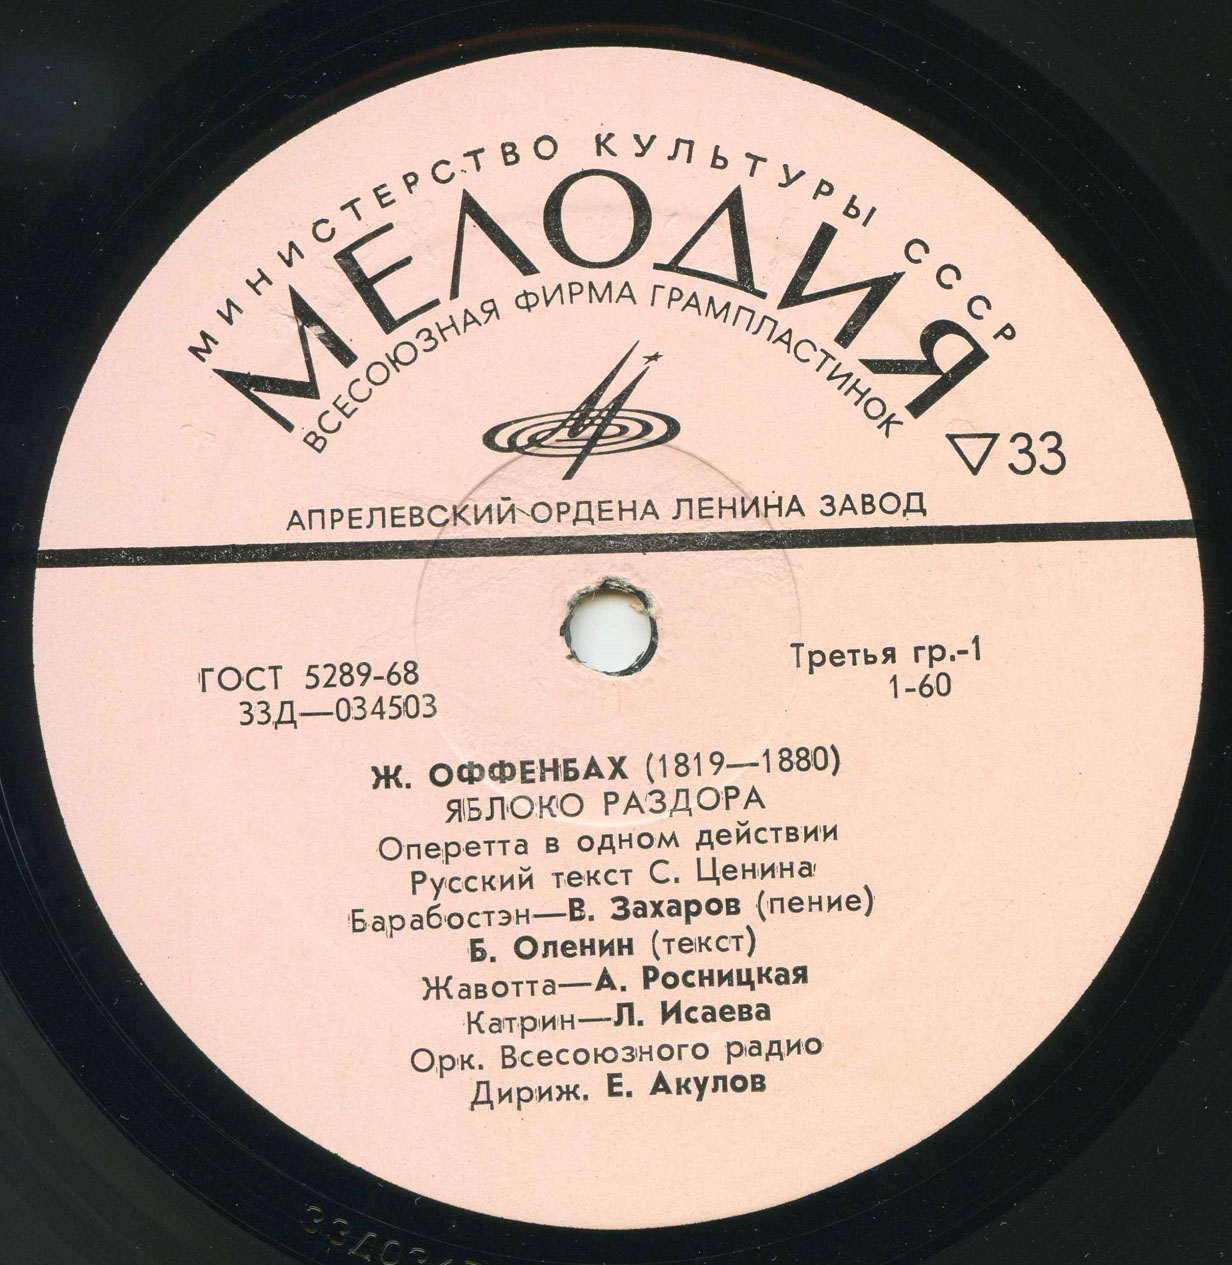 МИНИСТЕРСТВО КУЛЬТУРЫ СССР
МЕЛОДИЯ
ВСЕСОЮЗНАЯ ФИРМА ГРАМПЛАСТИНОК
▽33
АПРЕЛЕВСКИЙ ОРДЕНА ЛЕНИНА ЗАВОД
ГОСТ 5289-68
33Д—034503
Третья гр.-1
1-60
Ж. ОФФЕНБАХ (1819—1880)
ЯБЛОКО РАЗДОРА
Оперетта в одном действии
Русский текст С. Ценина
Барабостэн—В. Захаров (пение)
Б. Оленин (текст)
Жавотта—А. Росницкая
Катрин—Л. Исаева
Орк. Всесоюзного радио
Дириж. Е. Акулов